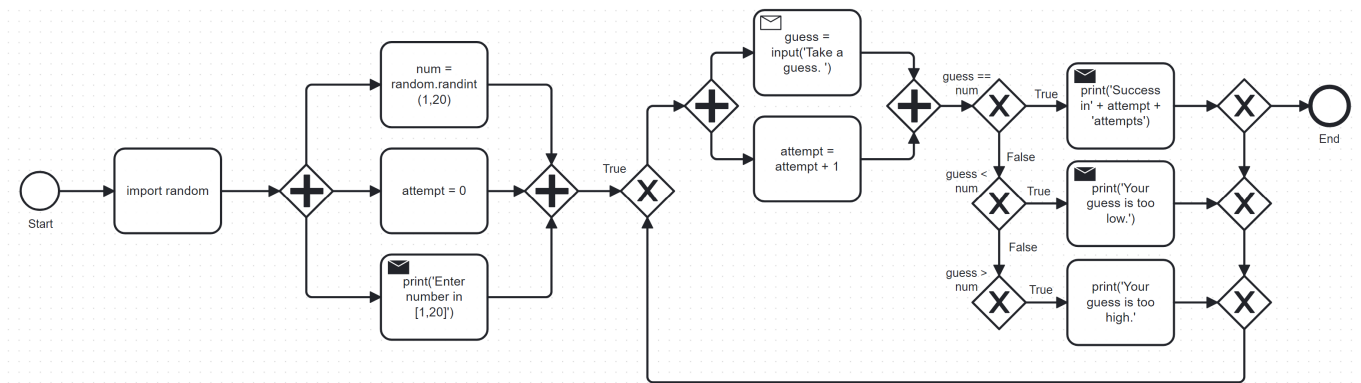 Start
import random
num =
random.randint
(1,20)
attempt = 0
print('Enter
number in
[1,20]')
True
guess =
input('Take a
guess. ')
attempt =
attempt + 1
guess ==
num
True
print('Success
in' + attempt +
'attempts')
End
False
guess <
num
True
print('Your
guess is too
low.')
False
guess >
num
True
print('Your
guess is too
high.'